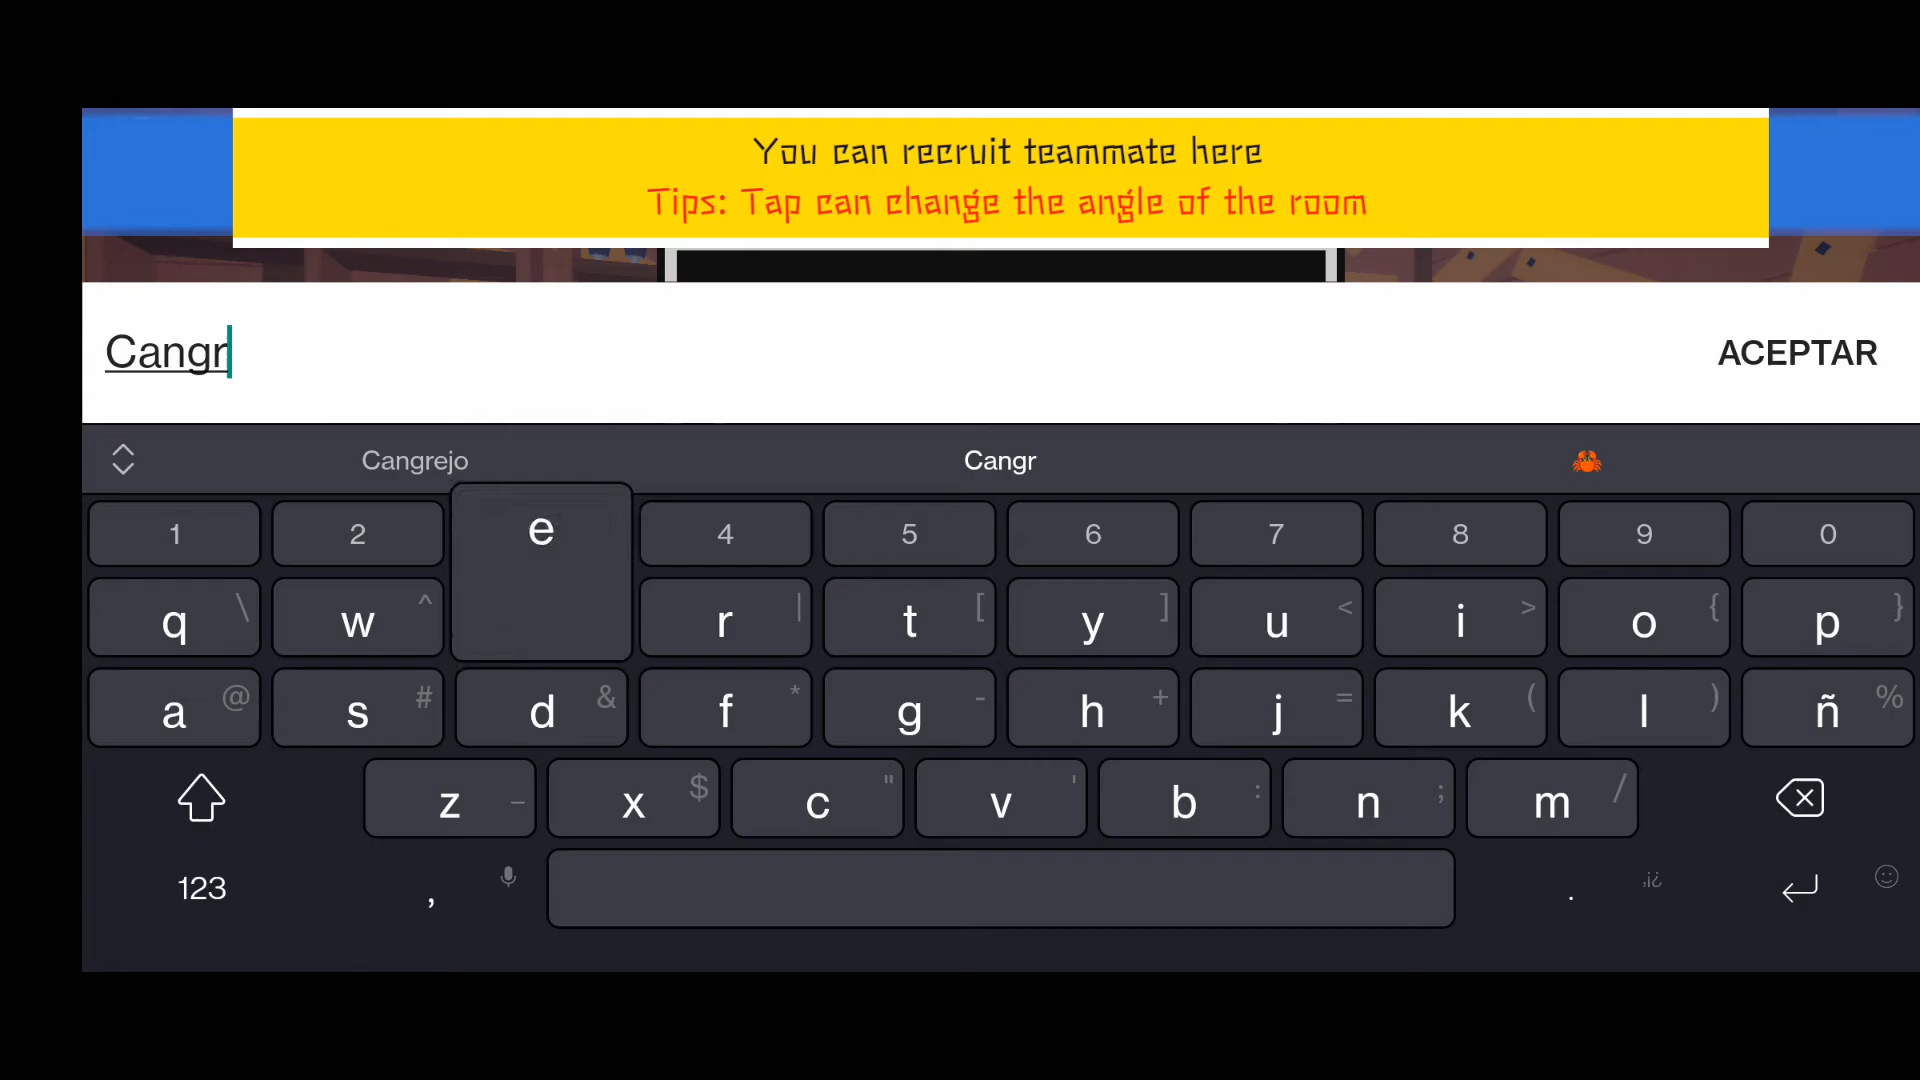 You can recruit teammate here
Tips: Tap can change the angle of the room
Cangr
ACEPTAR
Cangrejo Cangr 🦀
1 2 e 4 5 6 7 8 9 0
q \ w ^ r | t [ y ] u < i > o { p }
a @ s # d & f * g - h + j = k ( l ) ñ %
z _ x $ c " v ' b : n ; m /
123 , . ,¡¿